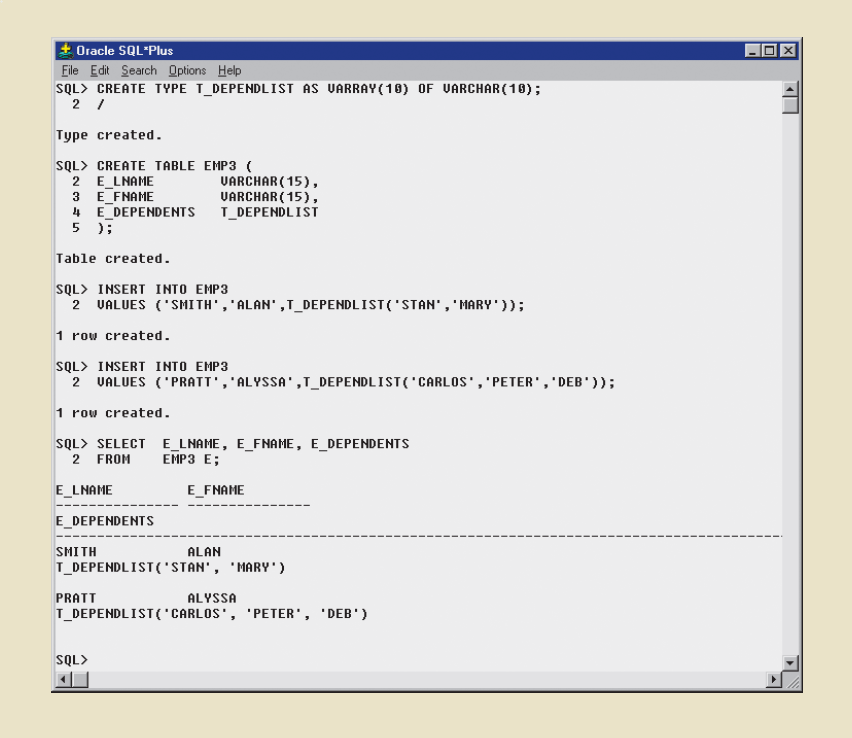 Oracle SQL*Plus
File Edit Search Options Help
SQL> CREATE TYPE T_DEPENDLIST AS VARRAY(10) OF VARCHAR(10);
  2  /
Type created.
SQL> CREATE TABLE EMP3 (
  2  E_LNAME        VARCHAR(15),
  3  E_FNAME        VARCHAR(15),
  4  E_DEPENDENTS   T_DEPENDLIST
  5  );
Table created.
SQL> INSERT INTO EMP3
  2  VALUES ('SMITH','ALAN',T_DEPENDLIST('STAN','MARY'));
1 row created.
SQL> INSERT INTO EMP3
  2  VALUES ('PRATT','ALYSSA',T_DEPENDLIST('CARLOS','PETER','DEB'));
1 row created.
SQL> SELECT  E_LNAME, E_FNAME, E_DEPENDENTS
  2  FROM    EMP3 E;
E_LNAME         E_FNAME
--------------- ---------------
E_DEPENDENTS
----------------------------------------------------------------------------------------
SMITH           ALAN
T_DEPENDLIST('STAN', 'MARY')
PRATT           ALYSSA
T_DEPENDLIST('CARLOS', 'PETER', 'DEB')
SQL>